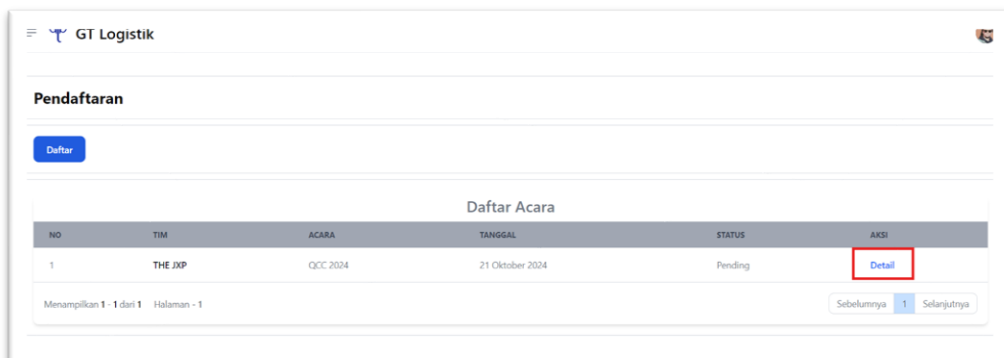 GT Logistik
Pendaftaran
Daftar
Daftar Acara
NO TIM ACARA TANGGAL STATUS AKSI
1 THE JXP QCC 2024 21 Oktober 2024 Pending Detail
Menampilkan 1 - 1 dari 1 Halaman - 1 Sebelumnya 1 Selanjutnya